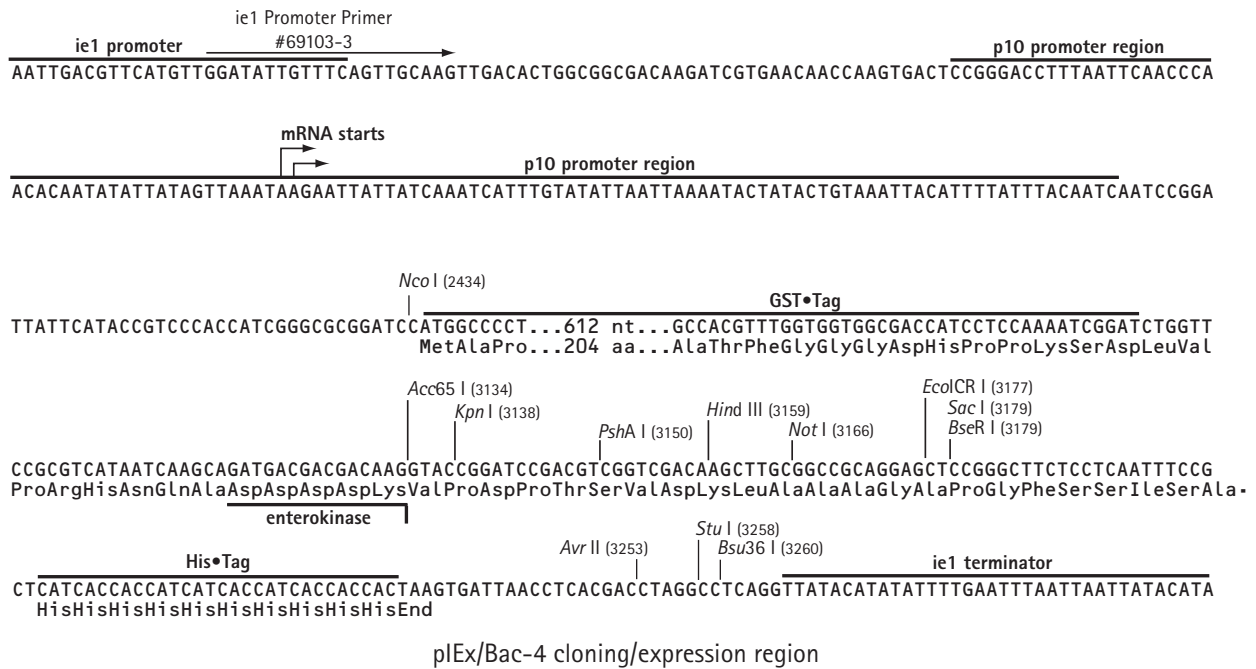 ie1 Promoter Primer
ie1 promoter #69103-3 p10 promoter region
AATTGACGTTCATGTTGGATATTGTTTCAGTTGCAAGTTGACACTGGCGGCGACAAGATCGTGAACAACCAAGTGACTCCGGGACCTTTAATTCAACCCA
mRNA starts
p10 promoter region
ACACAATATATTATAGTTAAATAAGAATTATTATCAAATCATTTGTATATTAATTAAAATACTATACTGTAAATTACATTTTATTTACAATCAATCCGGA
NcoI (2434)
GST•Tag
TTATTCATACCGTCCCACCATCGGGCGCGGATCCATGGCCCCT...612 nt...GCCACGTTTGGTGGTGGCGACCATCCTCCAAAATCGGATCTGGTT
MetAlaPro...204 aa...AlaThrPheGlyGlyGlyAspHisProProLysSerAspLeuVal
Acc65 I (3134)
KpnI (3138)
PshA I (3150)
Hind III (3159)
Not I (3166)
EcoICR I (3177)
Sac I (3179)
BseR I (3179)
CCGCGTCATAATCAAGCAGATGACGACGACAAGGTACCGGATCCGACGTCGGTCGACAAGCTTGCGGCCGCAGGAGCTCCGGGCTTCTCCTCAATTTCCG
ProArgHisAsnGlnAlaAspAspAspAspLysValProAspProThrSerValAspLysLeuAlaAlaAlaGlyAlaProGlyPheSerSerIleSerAla•
enterokinase
His•Tag
Avr II (3253)
Stu I (3258)
Bsu36 I (3260)
ie1 terminator
CTCATCACCACCATCATCACCATCACCACCACTAAGTGATTAACCTCACGACCTAGGCCTCAGGTTATACATATATTTTGAATTTAATTAATTATACATA
HisHisHisHisHisHisHisHisHisHisEnd
pIEx/Bac-4 cloning/expression region